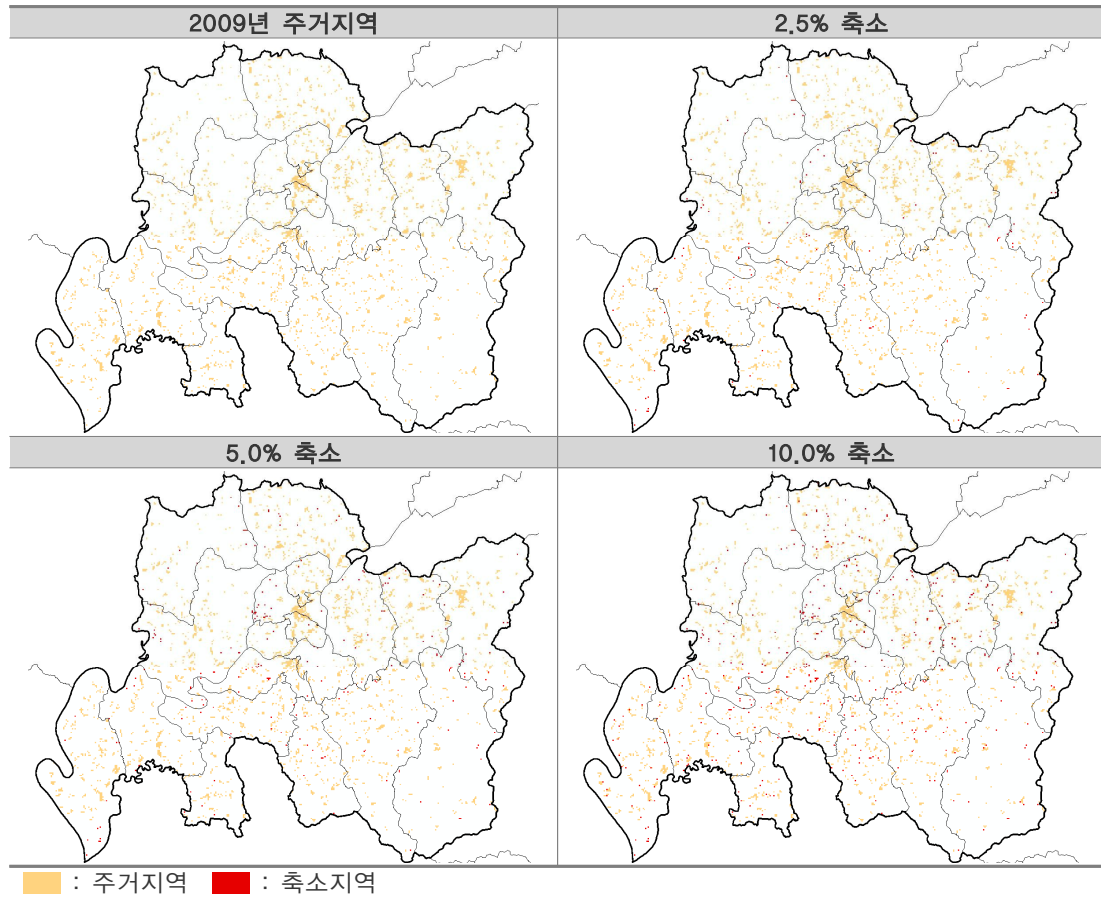 2009년 주거지역
2.5% 축소
5.0% 축소
10.0% 축소
: 주거지역 : 축소지역